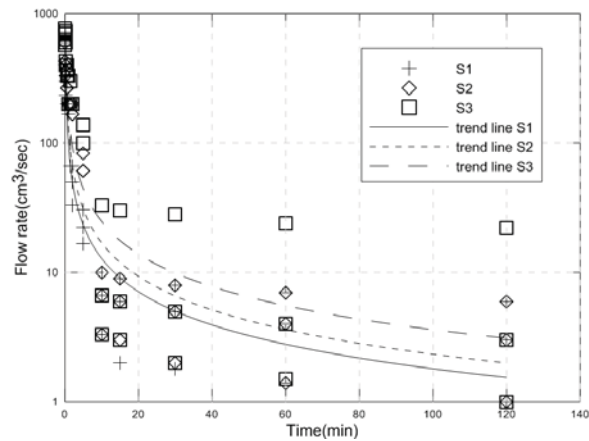 1000
100
10
1
Flow rate(cm³/sec)
S1
S2
S3
trend line S1
trend line S2
trend line S3
0 20 40 60 80 100 120 140
Time(min)